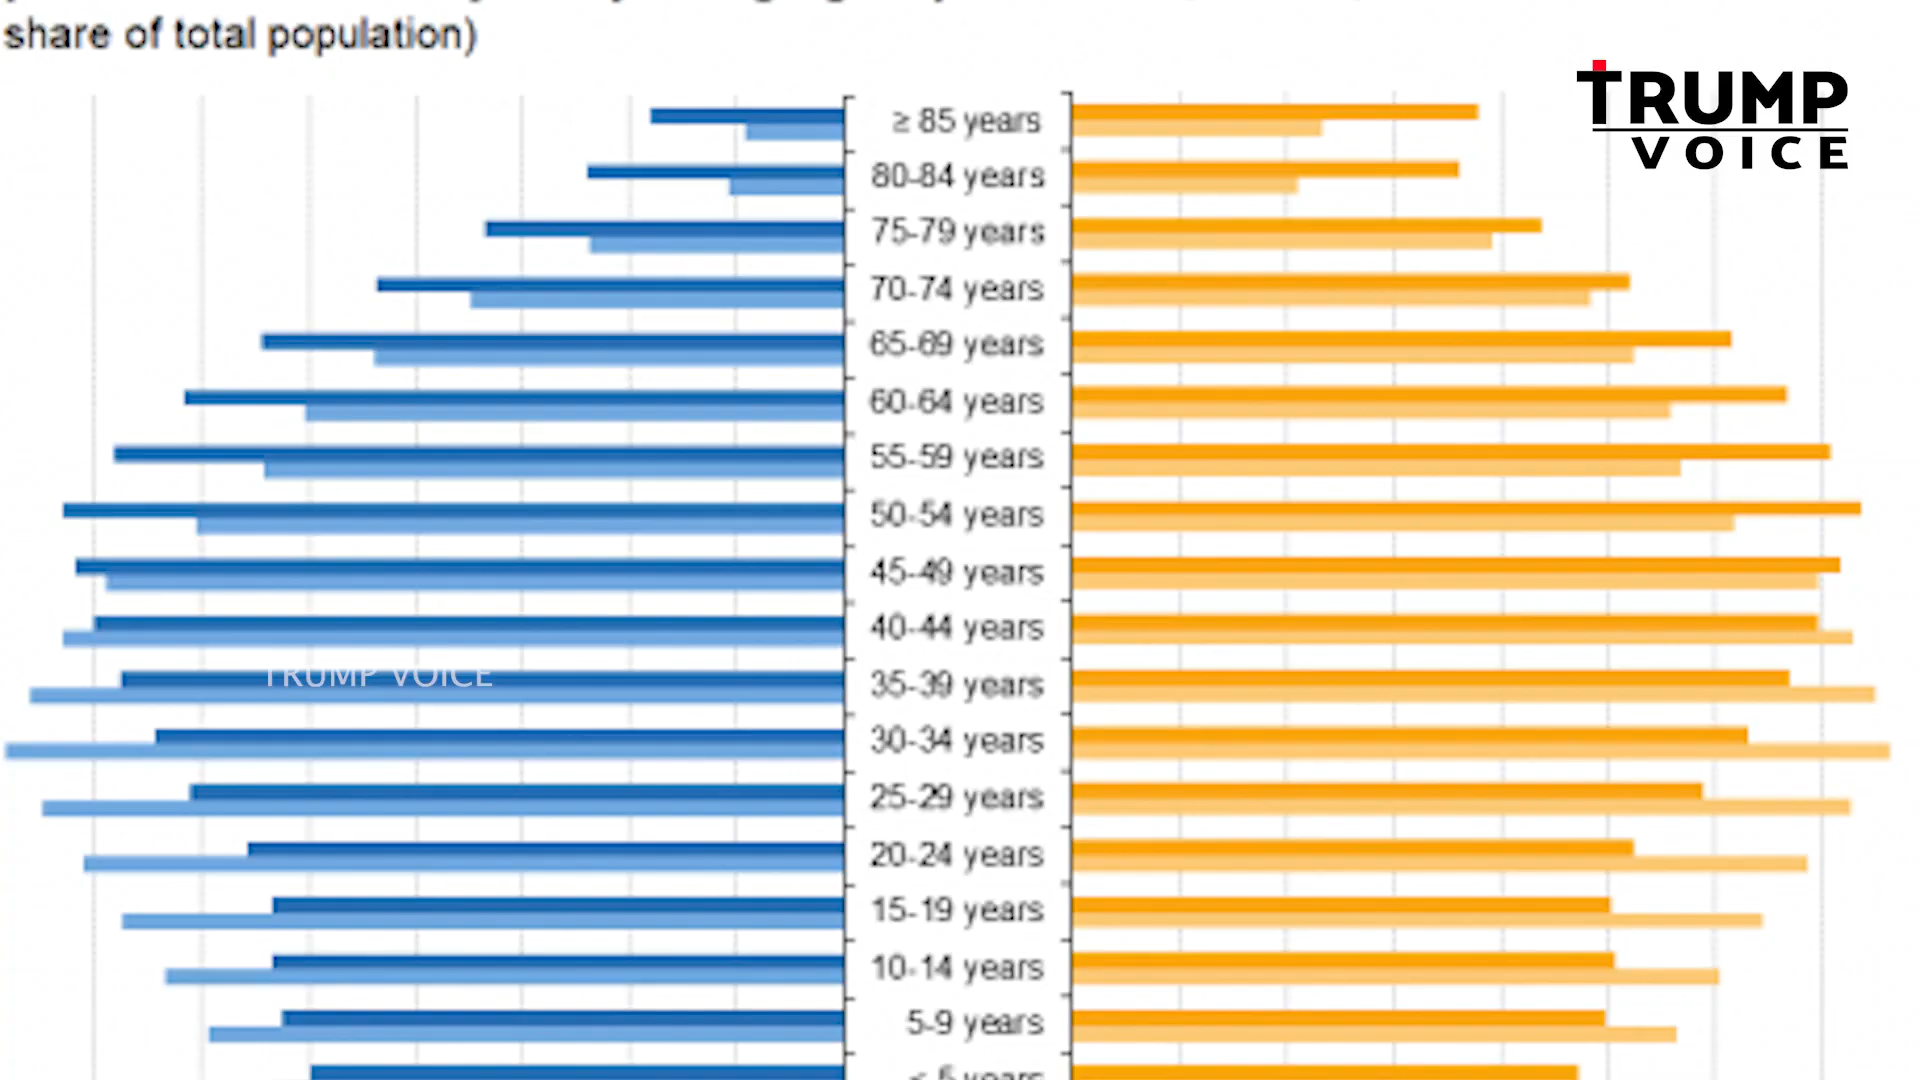 share of total population)
TRUMP
VOICE
≥ 85 years
80-84 years
75-79 years
70-74 years
65-69 years
60-64 years
55-59 years
50-54 years
45-49 years
40-44 years
TRUMP VOICE
35-39 years
30-34 years
25-29 years
20-24 years
15-19 years
10-14 years
5-9 years
< 5 years